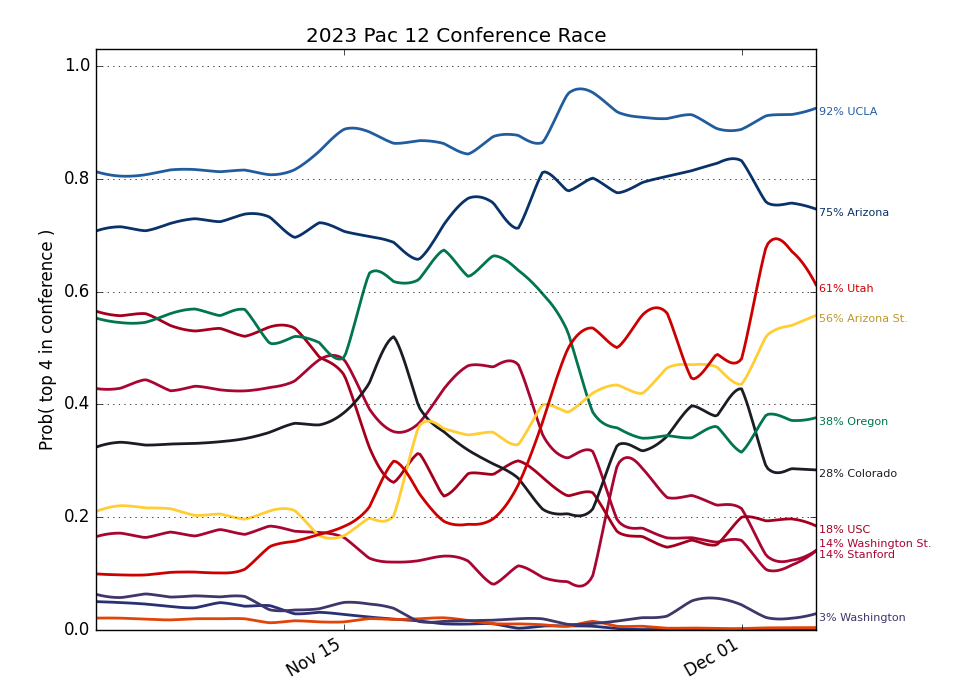 2023 Pac 12 Conference Race
Prob( top 4 in conference )
1.0
0.8
0.6
0.4
0.2
0.0
Nov 15
Dec 01
92% UCLA
75% Arizona
61% Utah
56% Arizona St.
38% Oregon
28% Colorado
18% USC
14% Washington St.
14% Stanford
3% Washington